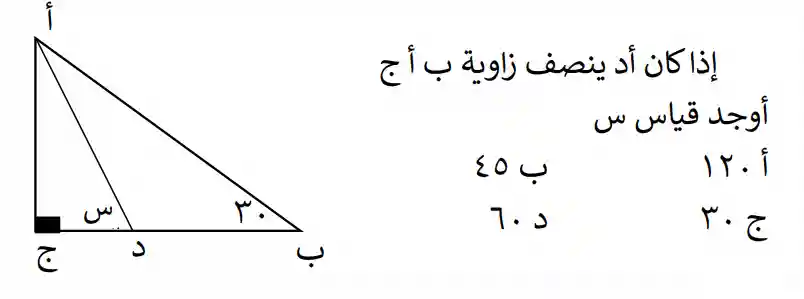 إذا كان أد ينصف زاوية ب أ ج
أوجد قياس س
أ ١٢٠ ب ٤٥
ج ٣٠ د ٦٠
أ
س ٣٠
ج د ب